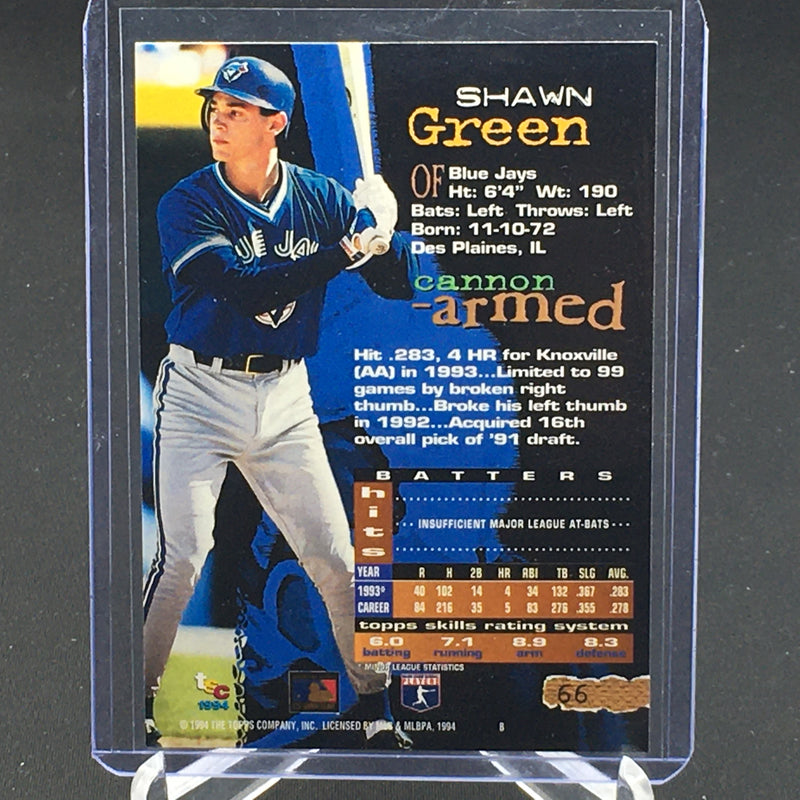 SHAWN
Green
OF Blue Jays
Ht: 6'4" Wt: 190
Bats: Left Throws: Left
Born: 11-10-72
Des Plaines, IL
cannon
-armed
Hit .283, 4 HR for Knoxville
(AA) in 1993...Limited to 99
games by broken right
thumb...Broke his left thumb
in 1992...Acquired 16th
overall pick of '91 draft.
BATTERS
hits
INSUFFICIENT MAJOR LEAGUE AT-BATS
YEAR R H 2B HR RBI TB SLG AVG.
1993* 40 102 14 4 34 132 .367 .283
CAREER 84 216 35 5 83 276 .355 .278
topps skills rating system
6.0 7.1 8.9 8.3
batting running arm defense
* MINOR LEAGUE STATISTICS
UE JAY
tsc
1994
PLAYERS
66
© 1994 THE TOPPS COMPANY, INC. LICENSED BY MLB & MLBPA, 1994 B